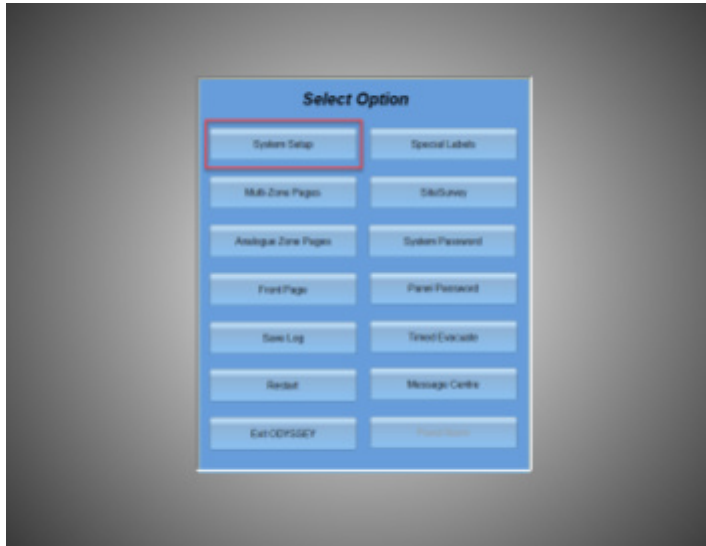 Select Option
System Setup
Special Labels
Multi-Zone Pages
SiteSurvey
Analogue Zone Pages
System Password
Front Page
Panel Password
Save Log
Timed Evacuate
Restart
Message Centre
Exit ODYSSEY